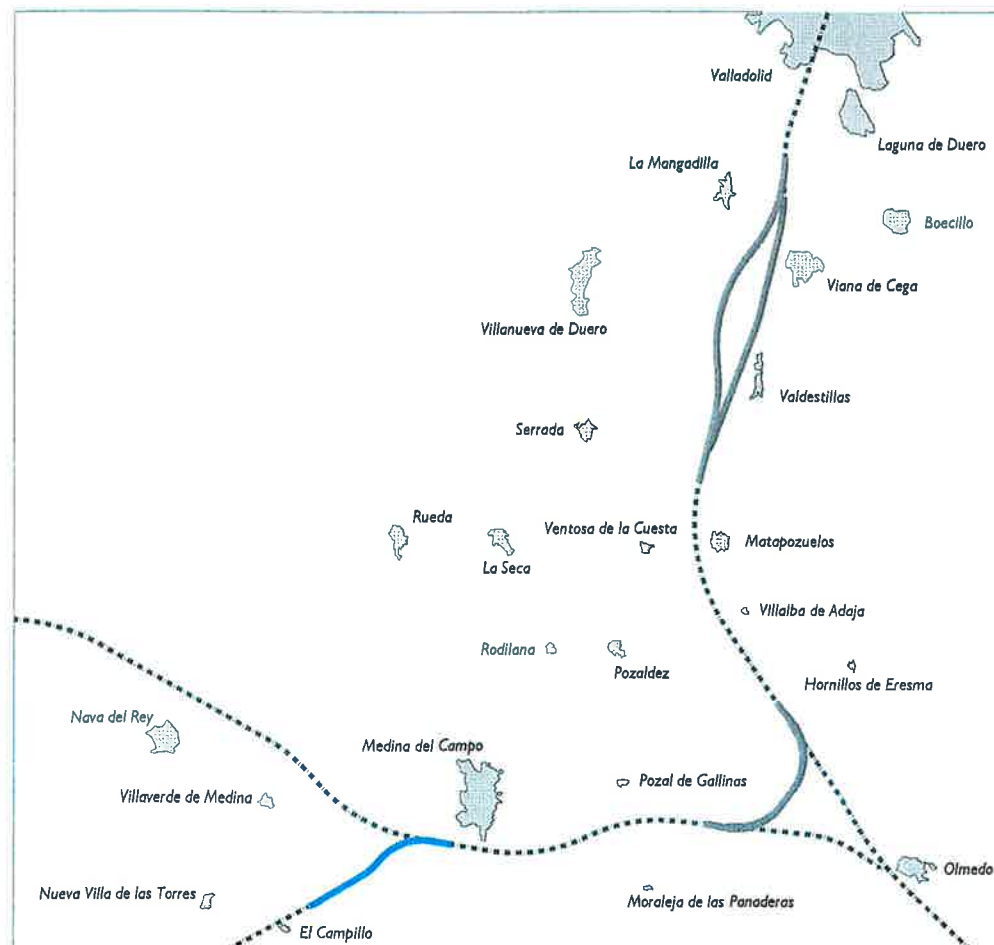 Valladolid
Laguna de Duero
La Mangadilla
Boecillo
Viana de Cega
Villanueva de Duero
Valdestillas
Serrada
Rueda
Ventosa de la Cuesta
Matapozuelos
La Seca
Villalba de Adaja
Rodilana
Pozaldez
Hornillos de Eresma
Nava del Rey
Medina del Campo
Pozal de Gallinas
Villaverde de Medina
Olmedo
Nueva Villa de las Torres
Moraleja de las Panaderas
El Campillo